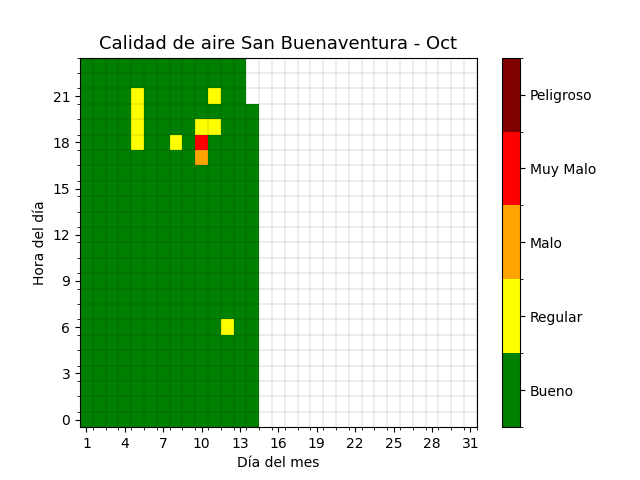 Calidad de aire San Buenaventura - Oct
Hora del día
21
18
15
12
9
6
3
0
1 4 7 10 13 16 19 22 25 28 31
Día del mes
Peligroso
Muy Malo
Malo
Regular
Bueno